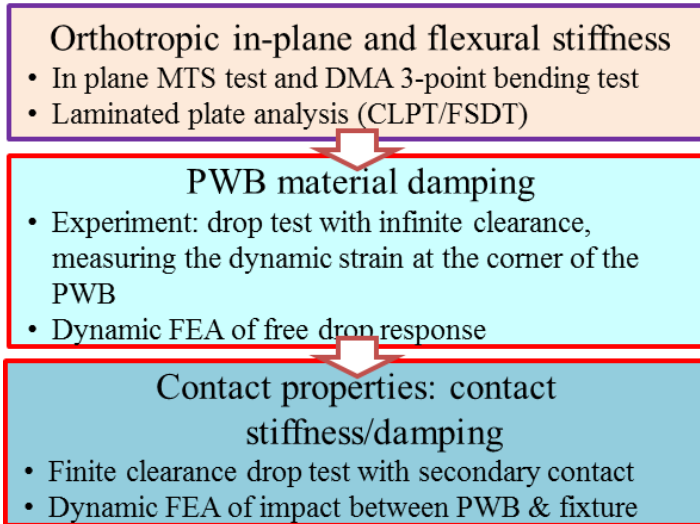 Orthotropic in-plane and flexural stiffness
• In plane MTS test and DMA 3-point bending test
• Laminated plate analysis (CLPT/FSDT)
PWB material damping
• Experiment: drop test with infinite clearance,
measuring the dynamic strain at the corner of the
PWB
• Dynamic FEA of free drop response
Contact properties: contact
stiffness/damping
• Finite clearance drop test with secondary contact
• Dynamic FEA of impact between PWB & fixture